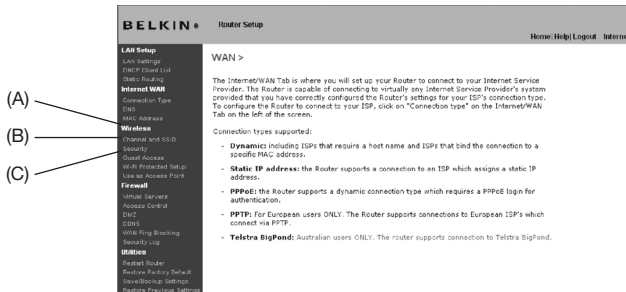 BELKIN
Router Setup
Home|Help|Logout Interne
LAN Setup
LAN Settings
DHCP Client List
Static Routing
Internet WAN
Connection Type
DNS
MAC Address
Wireless
Channel and SSID
Security
Guest Access
Wi-Fi Protected Setup
Use as Access Point
Firewall
Virtual Servers
Access Control
DMZ
DDNS
WAN Ping Blocking
Security Log
Utilities
Restart Router
Restore Factory Default
Save/Backup Settings
Restore Previous Settings
(A)
(B)
(C)
WAN >
The Internet/WAN Tab is where you will set up your Router to connect to your Internet Service
Provider. The Router is capable of connecting to virtually any Internet Service Provider's system
provided that you have correctly configured the Router's settings for your ISP's connection type.
To configure the Router to connect to your ISP, click on "Connection type" on the Internet/WAN
Tab on the left of the screen.
Connection types supported:
- Dynamic: including ISPs that require a host name and ISPs that bind the connection to a
specific MAC address.
- Static IP address: the Router supports a connection to an ISP which assigns a static IP
address.
- PPPoE: the Router supports a dynamic connection type which requires a PPPoE login for
authentication.
- PPTP: For European users ONLY. The Router supports connections to European ISP's which
connect via PPTP.
- Telstra BigPond: Australian users ONLY. The router supports connection to Telstra BigPond.